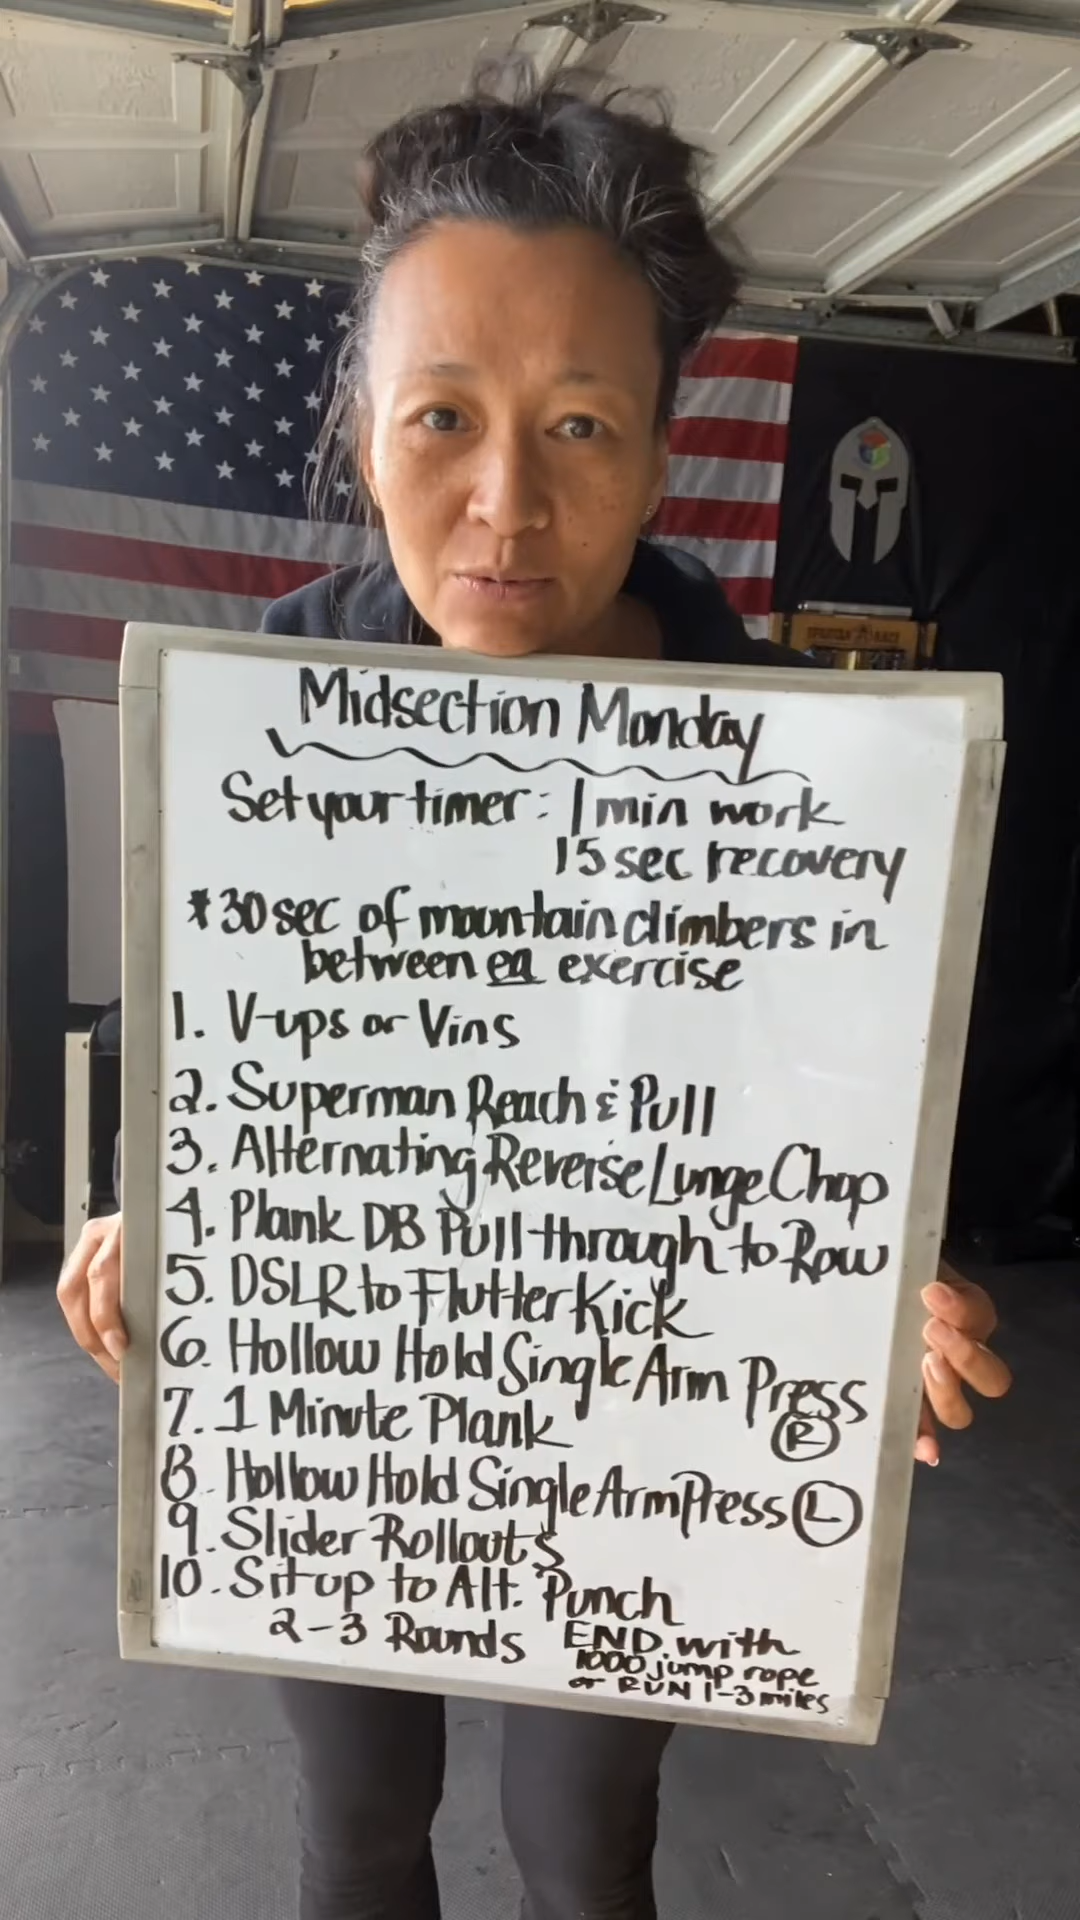 Midsection Monday
Set your timer: 1 min work
15 sec recovery
*30 sec of mountain climbers in
between ea exercise
1. V-ups or Vins
2. Superman Reach & Pull
3. Alternating Reverse Lunge Chop
4. Plank DB Pull through to Row
5. DSLR to Flutter Kick
6. Hollow Hold Single Arm Press
R
7. 1 Minute Plank
8. Hollow Hold Single Arm Press L
9. Slider Rollouts
10. Situp to Alt. Punch
2-3 Rounds
END with
1000 jump rope
or RUN 1-3 miles
SPARTAN RACE